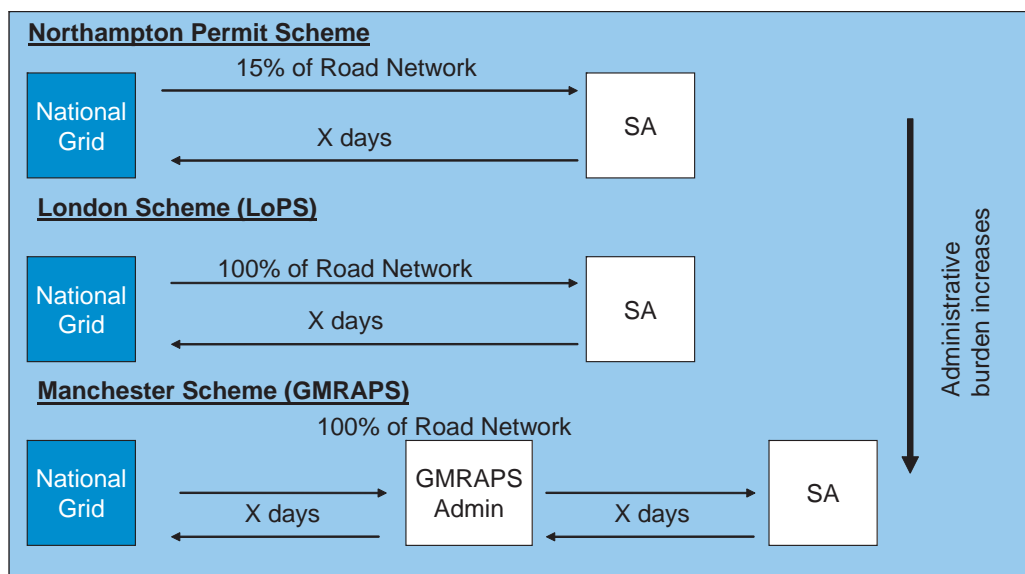 Northampton Permit Scheme
15% of Road Network
National
Grid
SA
X days
London Scheme (LoPS)
100% of Road Network
National
Grid
SA
X days
Manchester Scheme (GMRAPS)
100% of Road Network
National
Grid
GMRAPS
Admin
SA
X days
X days
Administrative
burden increases